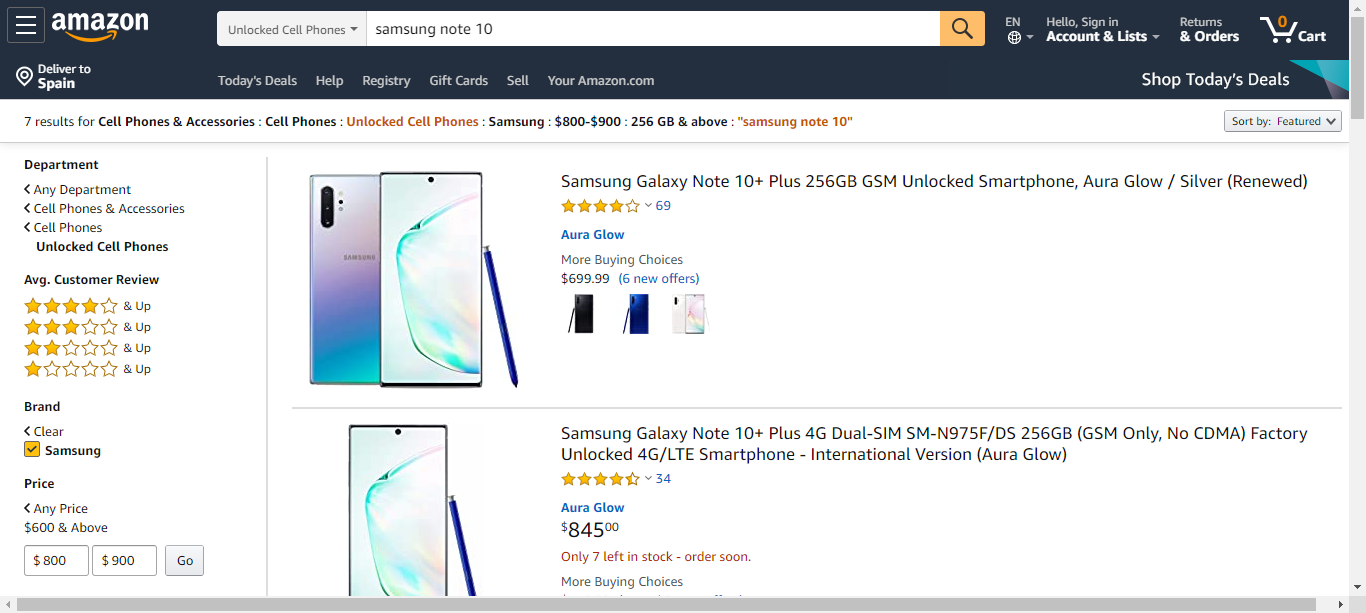 amazon
Unlocked Cell Phones
samsung note 10
EN
Hello, Sign in
Account & Lists
Returns
& Orders
0
Cart
Deliver to
Spain
Today's Deals Help Registry Gift Cards Sell Your Amazon.com
Shop Today's Deals
7 results for Cell Phones & Accessories : Cell Phones : Unlocked Cell Phones : Samsung : $800-$900 : 256 GB & above : "samsung note 10"
Sort by: Featured
Department
Any Department
Cell Phones & Accessories
Cell Phones
Unlocked Cell Phones
Avg. Customer Review
& Up
& Up
& Up
& Up
Brand
Clear
Samsung
Price
Any Price
$600 & Above
$ 800 $ 900 Go
SAMSUNG
Samsung Galaxy Note 10+ Plus 256GB GSM Unlocked Smartphone, Aura Glow / Silver (Renewed)
69
Aura Glow
More Buying Choices
$699.99 (6 new offers)
Samsung Galaxy Note 10+ Plus 4G Dual-SIM SM-N975F/DS 256GB (GSM Only, No CDMA) Factory
Unlocked 4G/LTE Smartphone - International Version (Aura Glow)
34
Aura Glow
$84500
Only 7 left in stock - order soon.
More Buying Choices